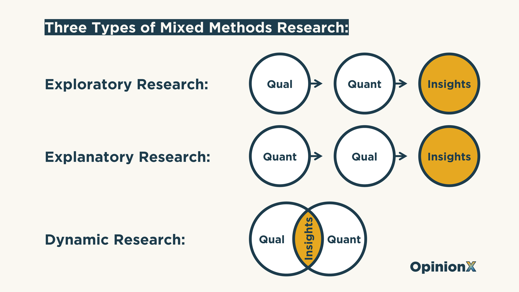 Three Types of Mixed Methods Research:
Exploratory Research:
Qual
Quant
Insights
Explanatory Research:
Quant
Qual
Insights
Dynamic Research:
Qual
Insights
Quant
OpinionX